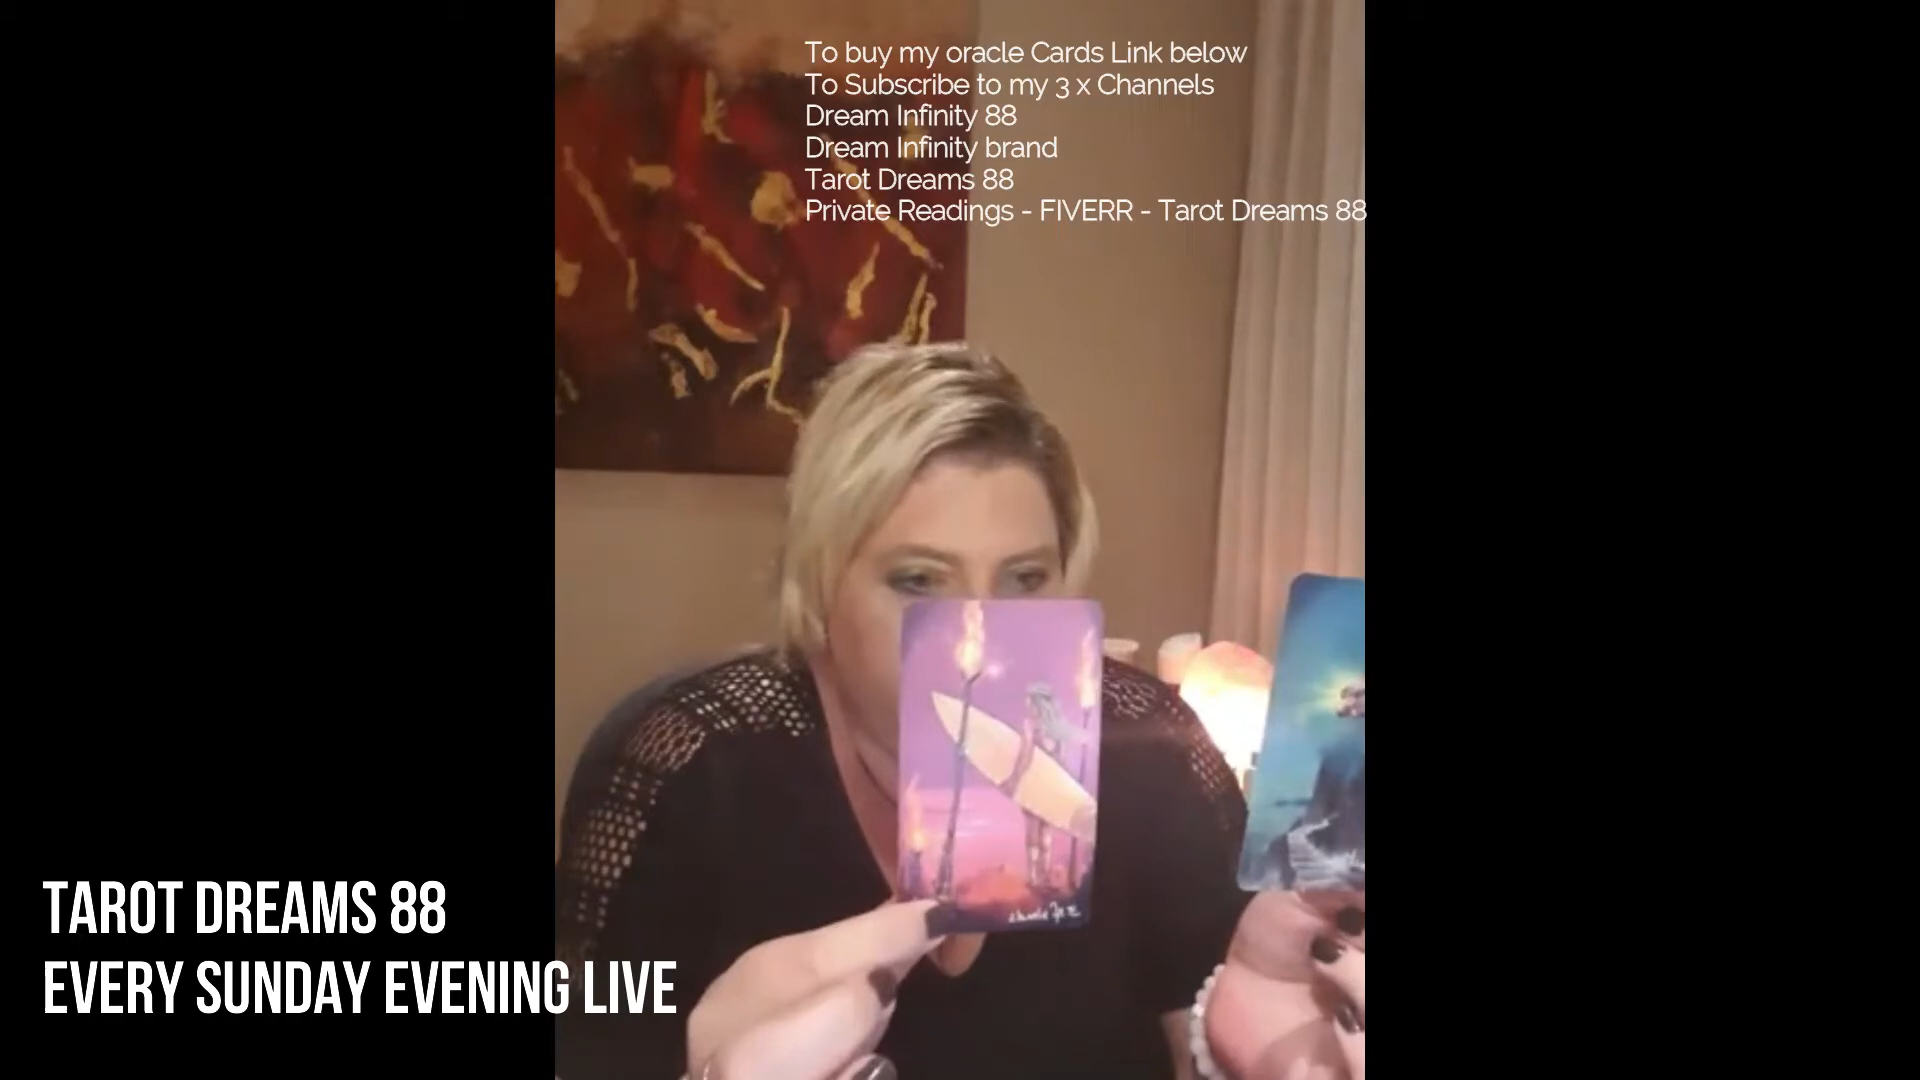 To buy my oracle Cards Link below
To Subscribe to my 3 x Channels
Dream Infinity 88
Dream Infinity brand
Tarot Dreams 88
Private Readings - FIVERR - Tarot Dreams 88
TAROT DREAMS 88
EVERY SUNDAY EVENING LIVE